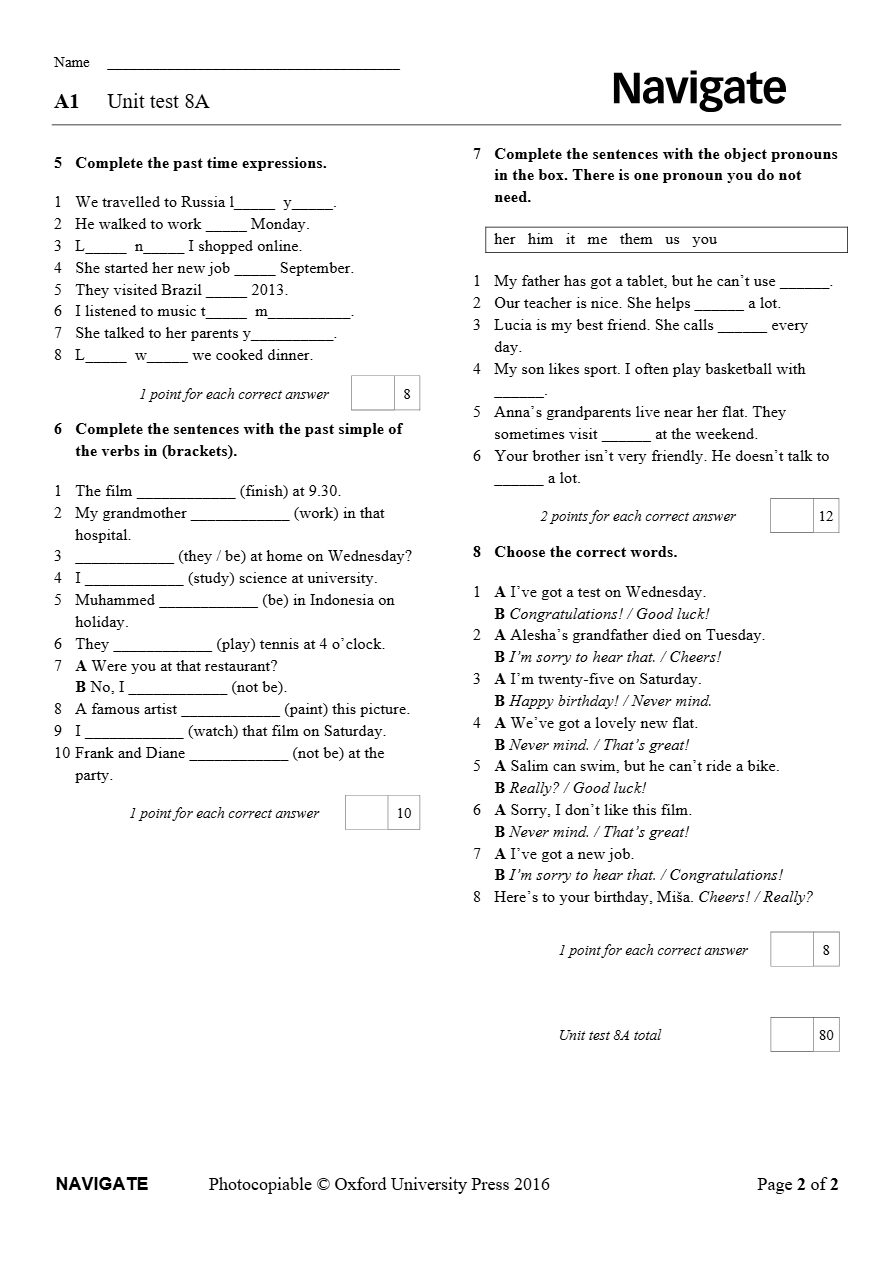 Name ____________________________________
Navigate
A1 Unit test 8A
5 Complete the past time expressions.
1 We travelled to Russia l_____ y_____.
2 He walked to work _____ Monday.
3 L_____ n_____ I shopped online.
4 She started her new job _____ September.
5 They visited Brazil _____ 2013.
6 I listened to music t_____ m__________.
7 She talked to her parents y__________.
8 L_____ w_____ we cooked dinner.
1 point for each correct answer 8
6 Complete the sentences with the past simple of
the verbs in (brackets).
1 The film ____________ (finish) at 9.30.
2 My grandmother ____________ (work) in that
hospital.
3 ____________ (they / be) at home on Wednesday?
4 I ____________ (study) science at university.
5 Muhammed ____________ (be) in Indonesia on
holiday.
6 They ____________ (play) tennis at 4 o’clock.
7 A Were you at that restaurant?
B No, I ____________ (not be).
8 A famous artist ____________ (paint) this picture.
9 I ____________ (watch) that film on Saturday.
10 Frank and Diane ____________ (not be) at the
party.
1 point for each correct answer 10
7 Complete the sentences with the object pronouns
in the box. There is one pronoun you do not
need.
her him it me them us you
1 My father has got a tablet, but he can’t use ______.
2 Our teacher is nice. She helps ______ a lot.
3 Lucia is my best friend. She calls ______ every
day.
4 My son likes sport. I often play basketball with
______.
5 Anna’s grandparents live near her flat. They
sometimes visit ______ at the weekend.
6 Your brother isn’t very friendly. He doesn’t talk to
______ a lot.
2 points for each correct answer 12
8 Choose the correct words.
1 A I’ve got a test on Wednesday.
B Congratulations! / Good luck!
2 A Alesha’s grandfather died on Tuesday.
B I’m sorry to hear that. / Cheers!
3 A I’m twenty-five on Saturday.
B Happy birthday! / Never mind.
4 A We’ve got a lovely new flat.
B Never mind. / That’s great!
5 A Salim can swim, but he can’t ride a bike.
B Really? / Good luck!
6 A Sorry, I don’t like this film.
B Never mind. / That’s great!
7 A I’ve got a new job.
B I’m sorry to hear that. / Congratulations!
8 Here’s to your birthday, Miša. Cheers! / Really?
1 point for each correct answer 8
Unit test 8A total 80
NAVIGATE Photocopiable © Oxford University Press 2016 Page 2 of 2